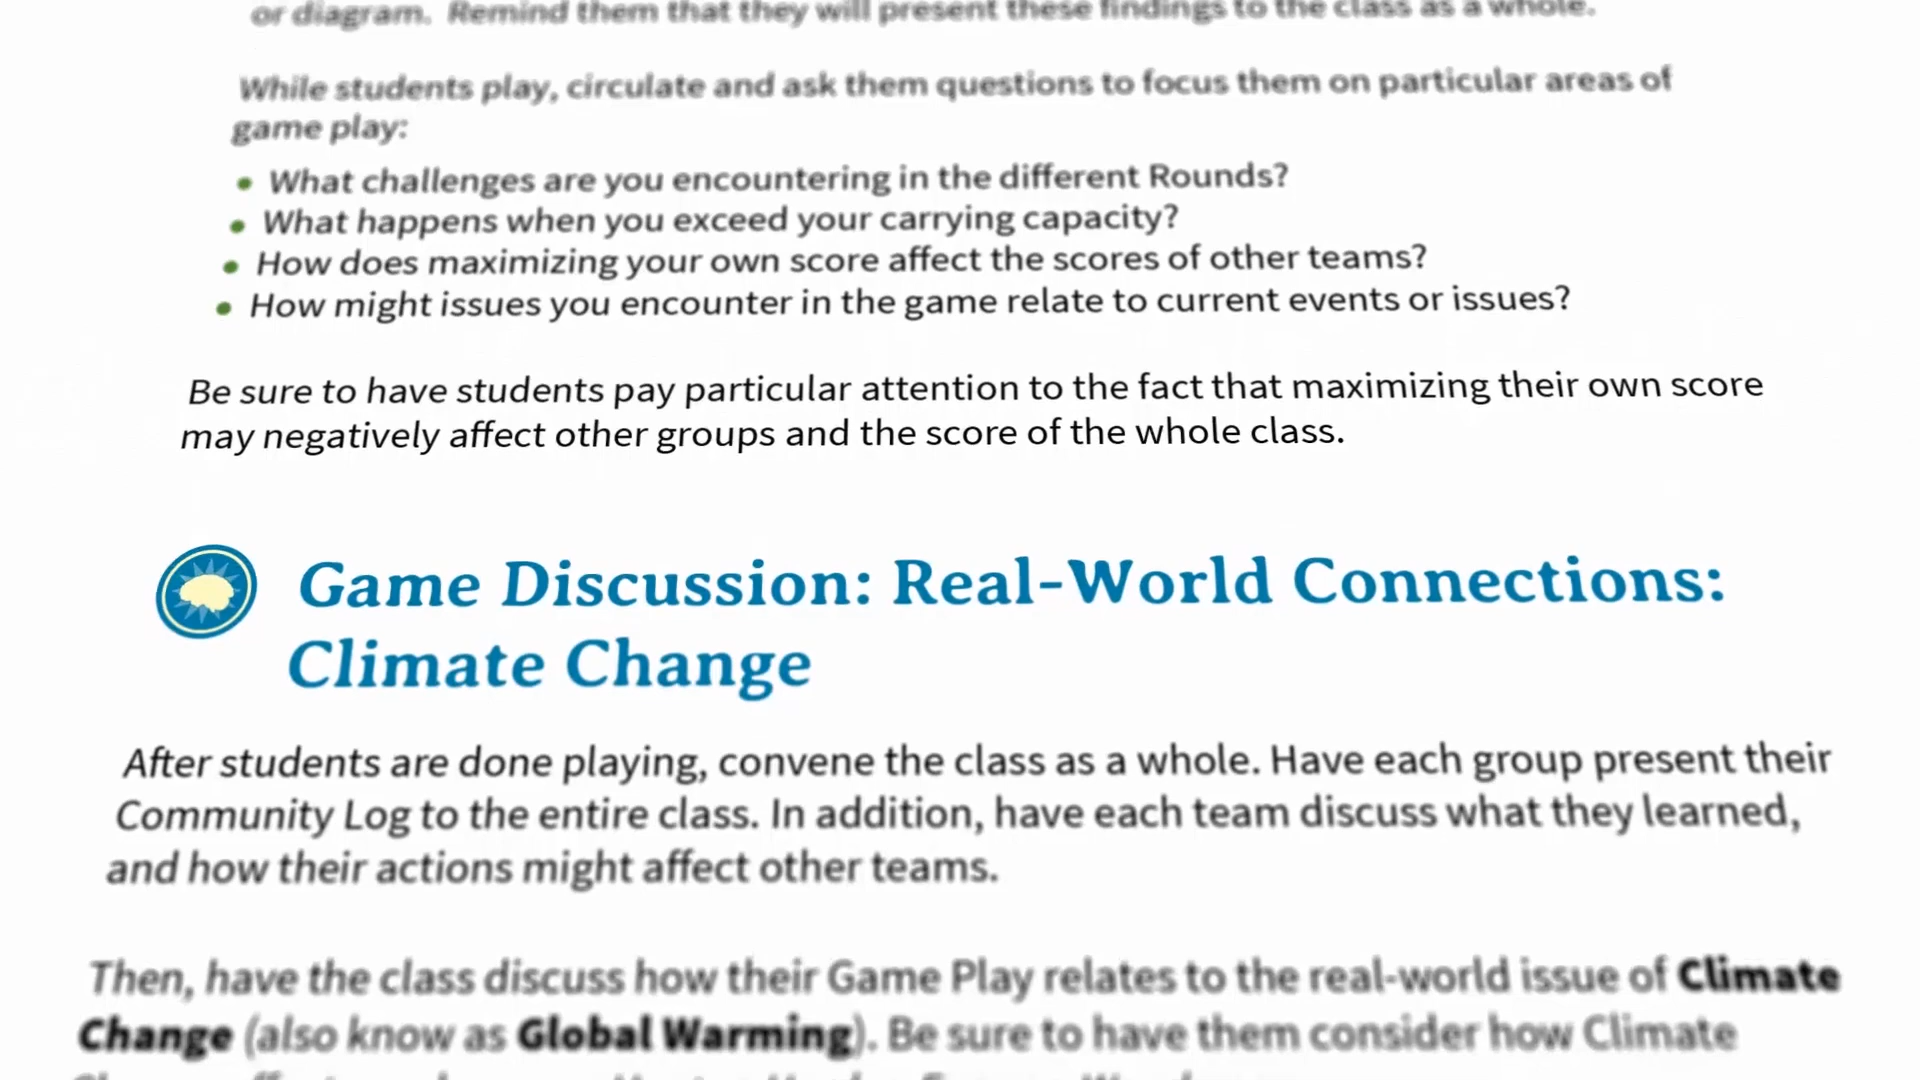 or diagram. Remind them that they will present these findings to the class as a whole.
While students play, circulate and ask them questions to focus them on particular areas of
game play:
• What challenges are you encountering in the different Rounds?
• What happens when you exceed your carrying capacity?
• How does maximizing your own score affect the scores of other teams?
• How might issues you encounter in the game relate to current events or issues?
Be sure to have students pay particular attention to the fact that maximizing their own score
may negatively affect other groups and the score of the whole class.
Game Discussion: Real-World Connections:
Climate Change
After students are done playing, convene the class as a whole. Have each group present their
Community Log to the entire class. In addition, have each team discuss what they learned,
and how their actions might affect other teams.
Then, have the class discuss how their Game Play relates to the real-world issue of Climate
Change (also know as Global Warming). Be sure to have them consider how Climate